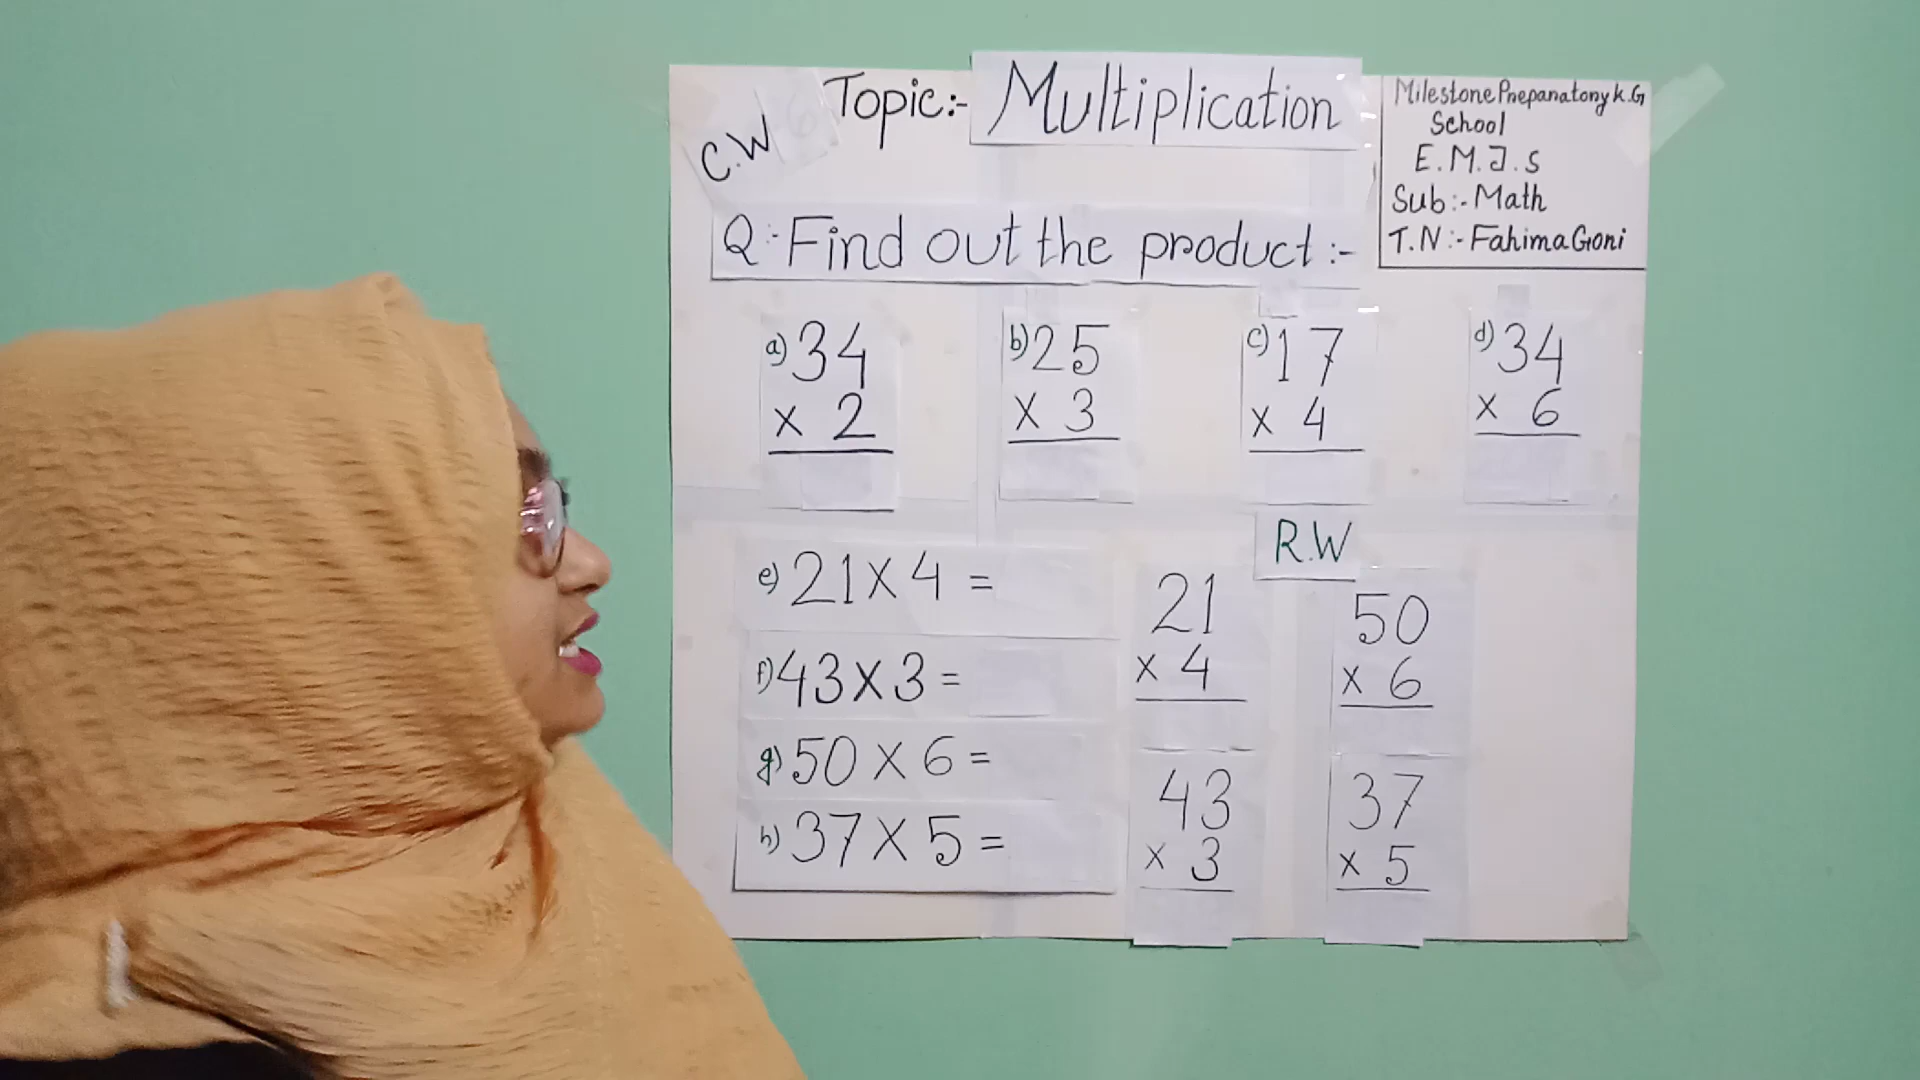 C.W
Topic:- Multiplication
Milestone Preparatory K.G
School
E.M.I.S
Sub:- Math
T.N:- Fahima Goni
Q:- Find out the product :-
a) 34
x 2
b) 25
x 3
c) 17
x 4
d) 34
x 6
e) 21 x 4 =
f) 43 x 3 =
g) 50 x 6 =
h) 37 x 5 =
R.W
21
x 4
50
x 6
43
x 3
37
x 5